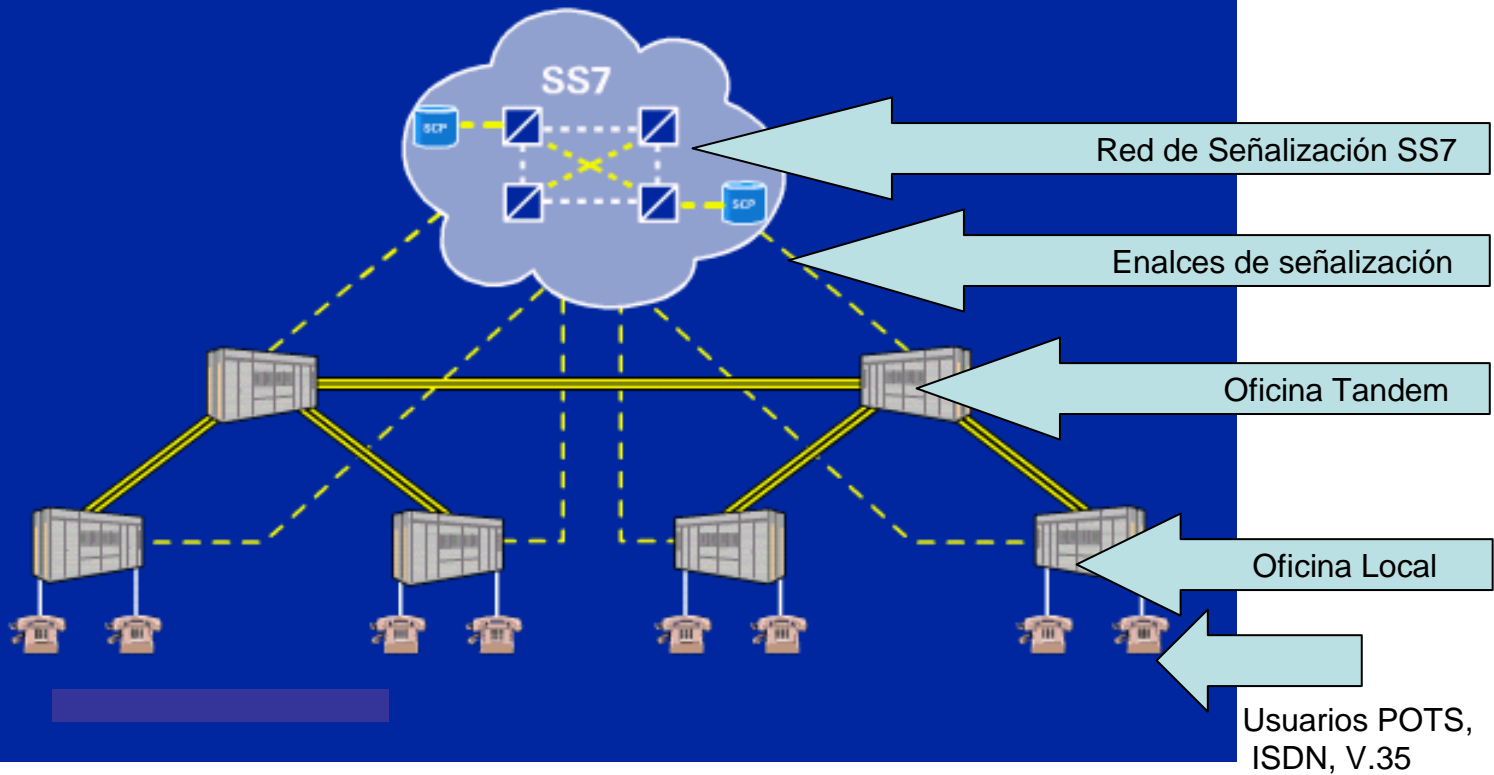 SS7
SCP
SCP
Red de Señalización SS7
Enalces de señalización
Oficina Tandem
Oficina Local
Usuarios POTS,
ISDN, V.35